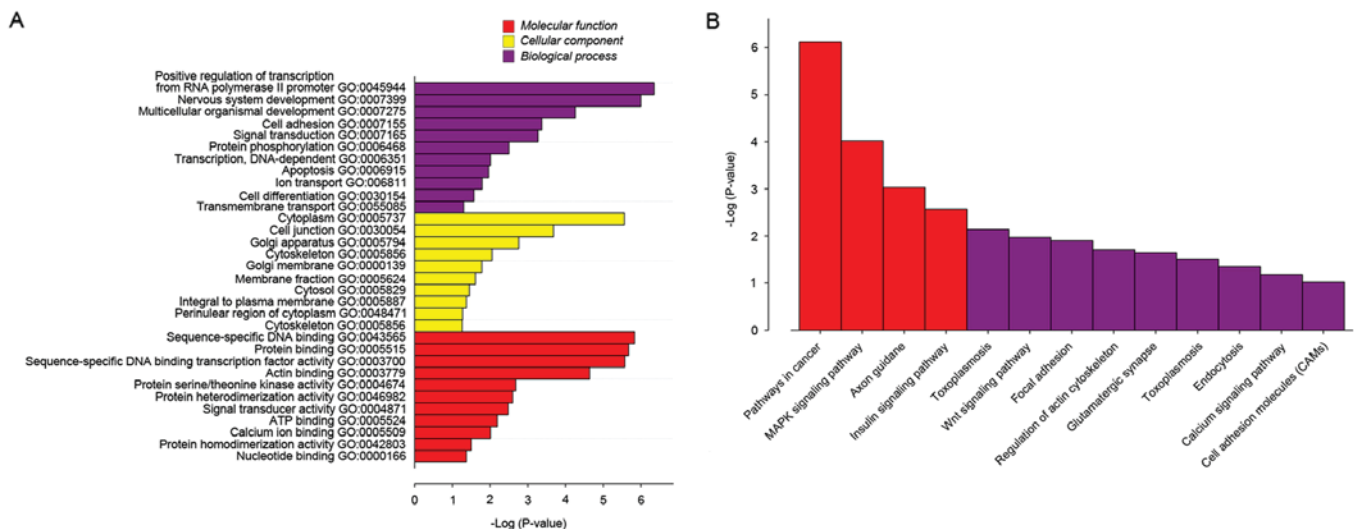 A
Molecular function
Cellular component
Biological process
Positive regulation of transcription
from RNA polymerase II promoter GO:0045944
Nervous system development GO:0007399
Multicellular organismal development GO:0007275
Cell adhesion GO:0007155
Signal transduction GO:0007165
Protein phosphorylation GO:0006468
Transcription, DNA-dependent GO:0006351
Apoptosis GO:0006915
Ion transport GO:006811
Cell differentiation GO:0030154
Transmembrane transport GO:0055085
Cytoplasm GO:0005737
Cell junction GO:0030054
Golgi apparatus GO:0005794
Cytoskeleton GO:0005856
Golgi membrane GO:0000139
Membrane fraction GO:0005624
Cytosol GO:0005829
Integral to plasma membrane GO:0005887
Perinulear region of cytoplasm GO:0048471
Cytoskeleton GO:0005856
Sequence-specific DNA binding GO:0043565
Protein binding GO:0005515
Sequence-specific DNA binding transcription factor activity GO:0003700
Actin binding GO:0003779
Protein serine/theonine kinase activity GO:0004674
Protein heterodimerization activity GO:0046982
Signal transducer activity GO:0004871
ATP binding GO:0005524
Calcium ion binding GO:0005509
Protein homodimerization activity GO:0042803
Nucleotide binding GO:0000166
0 1 2 3 4 5 6
-Log (P-value)
B
-Log (P-value)
6
5
4
3
2
1
0
Pathways in cancer
MAPK signaling pathway
Axon guidane
Insulin signaling pathway
Toxoplasmosis
Wnt signaling pathway
Focal adhesion
Regulation of actin cytoskeleton
Glutamatergic synapse
Toxoplasmosis
Endocytosis
Calcium signaling pathway
Cell adhesion molecules (CAMs)